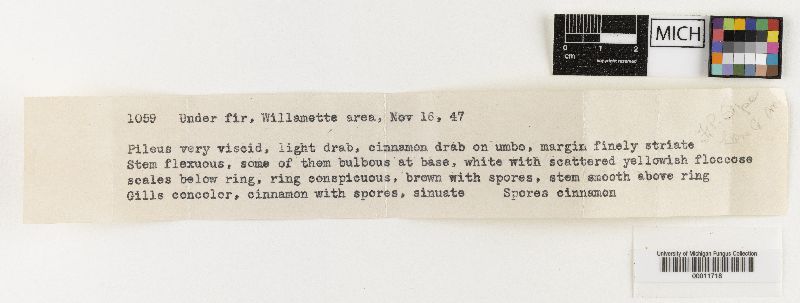 0 1 2
cm
copyright reserved
MICH
1059 Under fir, Willamette area, Nov 16, 47
Pileus very viscid, light drab, cinnamon drab on umbo, margin finely striate
Stem flexuous, some of them bulbous at base, white with scattered yellowish floccose
scales below ring, ring conspicuous, brown with spores, stem smooth above ring
Gills concolor, cinnamon with spores, sinuate Spores cinnamon
F.P. Sipe
University of Michigan Fungus Collection
00011718